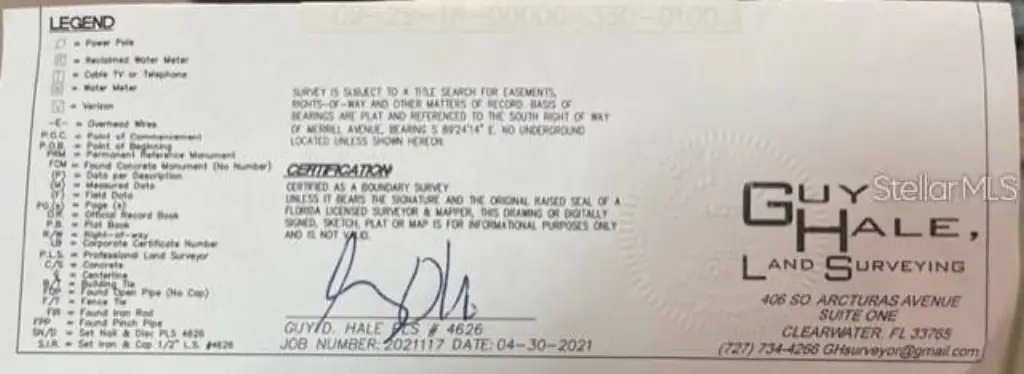 08-29-16-00000-330-0100
LEGEND
= Power Pole
= Reclaimed Water Meter
= Cable TV or Telephone
= Water Meter
= Verizon
-E- = Overhead Wires
P.O.C. = Point of Commencement
P.O.B. = Point of Beginning
PRM = Permanent Reference Monument
FCM = Found Concrete Monument (No Number)
(D) = Data per Description
(M) = Measured Data
(F) = Field Data
PG.(s) = Page (s)
O.R. = Official Record Book
P.B. = Plat Book
R/W = Right-of-way
LB = Corporate Certificate Number
P.L.S. = Professional Land Surveyor
C/S = Concrete
= Centerline
B/T = Building Tie
FOP = Found Open Pipe (No Cap)
F/T = Fence Tie
FIR = Found Iron Rod
FPP = Found Pinch Pipe
SN/D = Set Nail & Disc PLS 4626
S.I.R. = Set Iron & Cap 1/2" L.S. #4626
SURVEY IS SUBJECT TO A TITLE SEARCH FOR EASEMENTS,
RIGHTS-OF-WAY AND OTHER MATTERS OF RECORD. BASIS OF
BEARINGS ARE PLAT AND REFERENCED TO THE SOUTH RIGHT OF WAY
OF MERRILL AVENUE, BEARING S 89°24'14" E. NO UNDERGROUND
LOCATED UNLESS SHOWN HEREON.
CERTIFICATION
CERTIFIED AS A BOUNDARY SURVEY
UNLESS IT BEARS THE SIGNATURE AND THE ORIGINAL RAISED SEAL OF A
FLORIDA LICENSED SURVEYOR & MAPPER, THIS DRAWING OR DIGITALLY
SIGNED, SKETCH, PLAT OR MAP IS FOR INFORMATIONAL PURPOSES ONLY
AND IS NOT VALID.
GUY D. HALE PLS # 4626
JOB NUMBER: 2021117 DATE: 04-30-2021
StellarMLS
GUY
HALE,
LAND SURVEYING
406 SO ARCTURAS AVENUE
SUITE ONE
CLEARWATER, FL 33765
(727) 734-4266 GHsurveyor@gmail.com